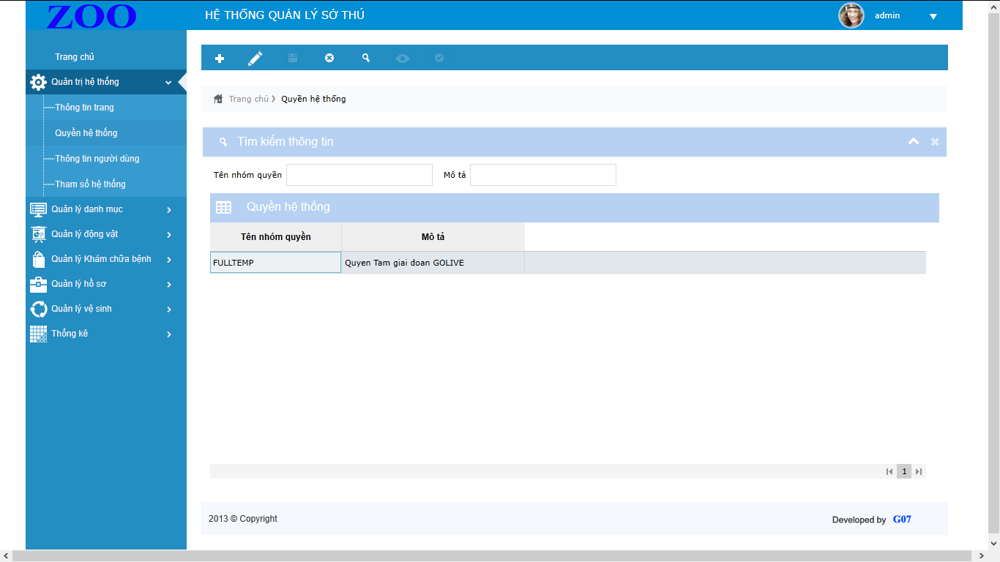 ZOO
HỆ THỐNG QUẢN LÝ SỞ THÚ
admin
Trang chủ
Quản trị hệ thống
Thông tin trang
Quyền hệ thống
Thông tin người dùng
Tham số hệ thống
Quản lý danh mục
Quản lý động vật
Quản lý Khám chữa bệnh
Quản lý hồ sơ
Quản lý vệ sinh
Thống kê
Trang chủ Quyền hệ thống
Tìm kiếm thông tin
Tên nhóm quyền Mô tả
Quyền hệ thống
Tên nhóm quyền Mô tả
FULLTEMP Quyen Tam giai doan GOLIVE
1
2013 © Copyright
Developed by G07